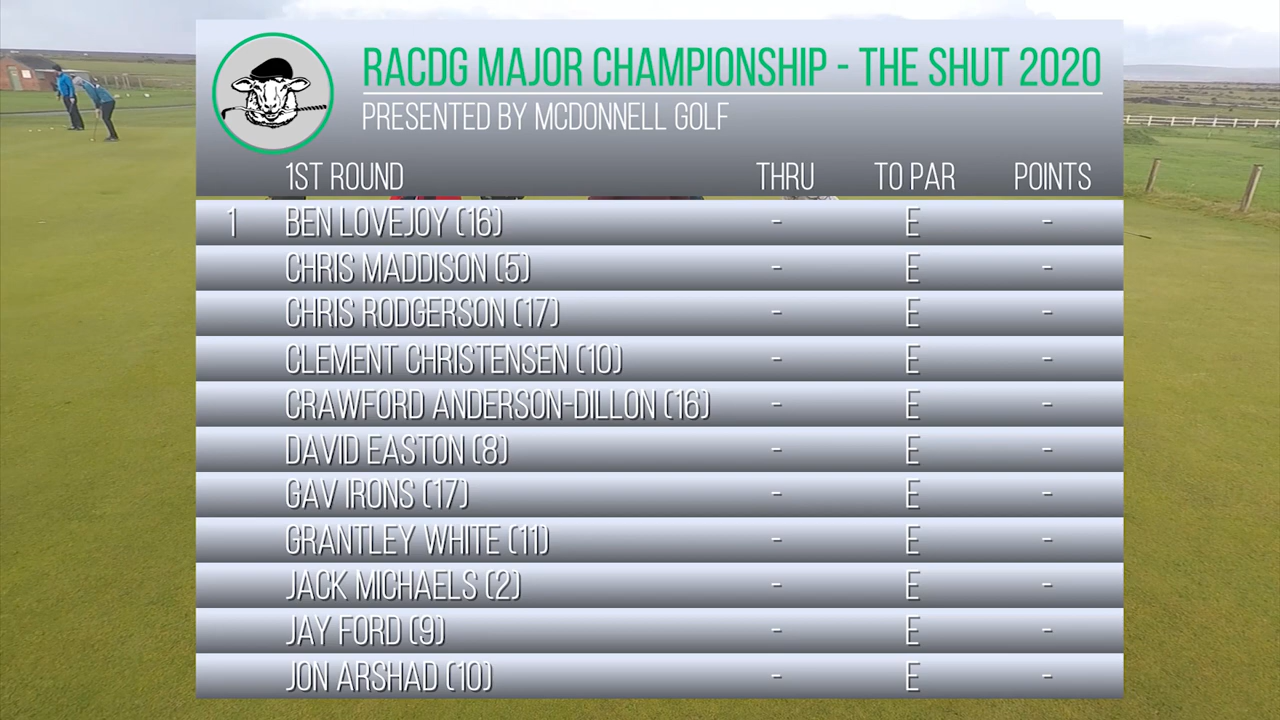 RACDG MAJOR CHAMPIONSHIP - THE SHUT 2020
PRESENTED BY MCDONNELL GOLF
1ST ROUND THRU TO PAR POINTS
1 BEN LOVEJOY (16) - E -
CHRIS MADDISON (5) - E -
CHRIS RODGERSON (17) - E -
CLEMENT CHRISTENSEN (10) - E -
CRAWFORD ANDERSON-DILLON (16) - E -
DAVID EASTON (8) - E -
GAV IRONS (17) - E -
GRANTLEY WHITE (11) - E -
JACK MICHAELS (2) - E -
JAY FORD (9) - E -
JON ARSHAD (10) - E -